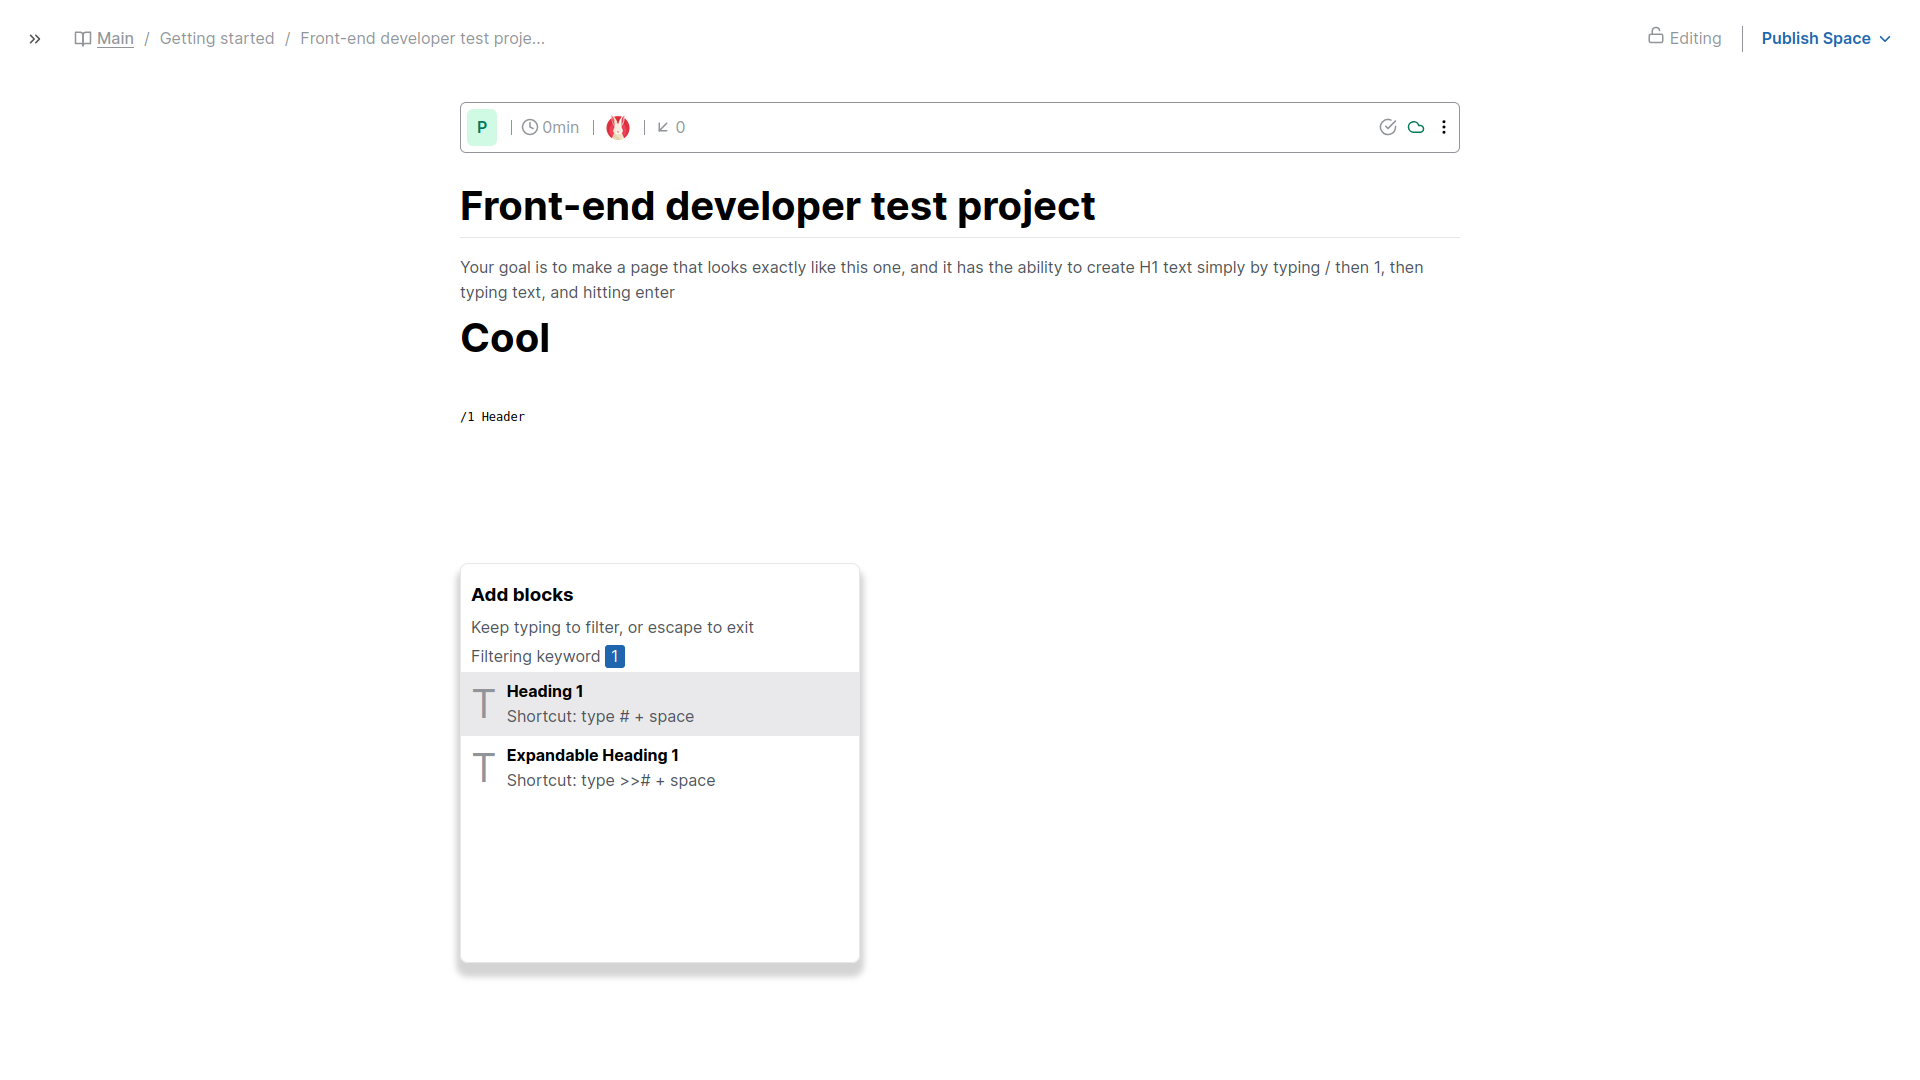 Main / Getting started / Front-end developer test proje...
Editing
Publish Space
P
0min
0
Front-end developer test project
Your goal is to make a page that looks exactly like this one, and it has the ability to create H1 text simply by typing / then 1, then
typing text, and hitting enter
Cool
/1 Header
Add blocks
Keep typing to filter, or escape to exit
Filtering keyword 1
T
Heading 1
Shortcut: type # + space
T
Expandable Heading 1
Shortcut: type >># + space